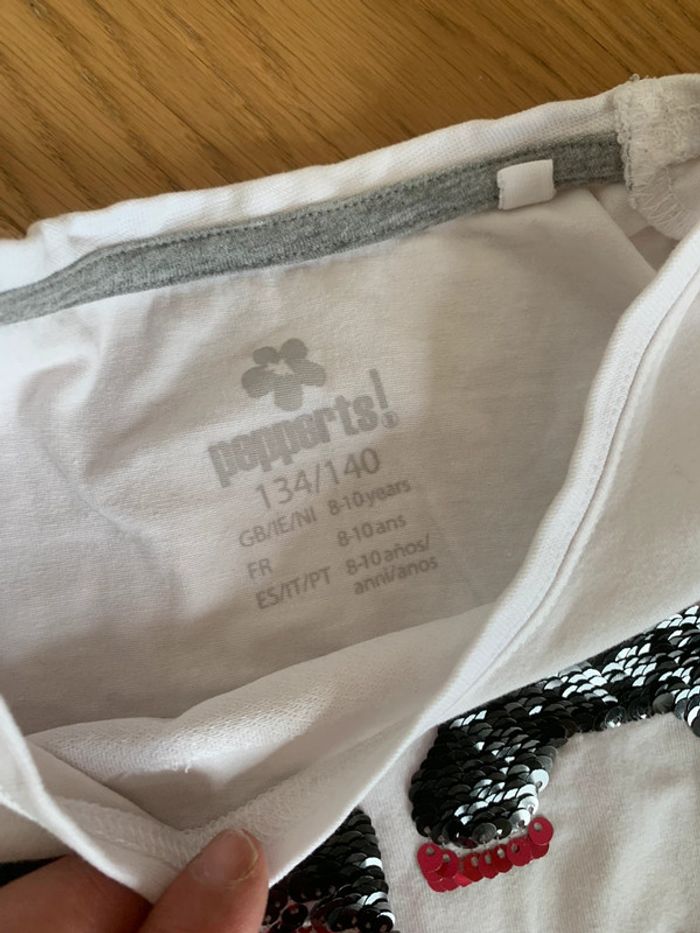 pepperts!
134/140
GB/IE/NI 8-10 years
FR 8-10 ans
ES/IT/PT 8-10 años/
anni/anos